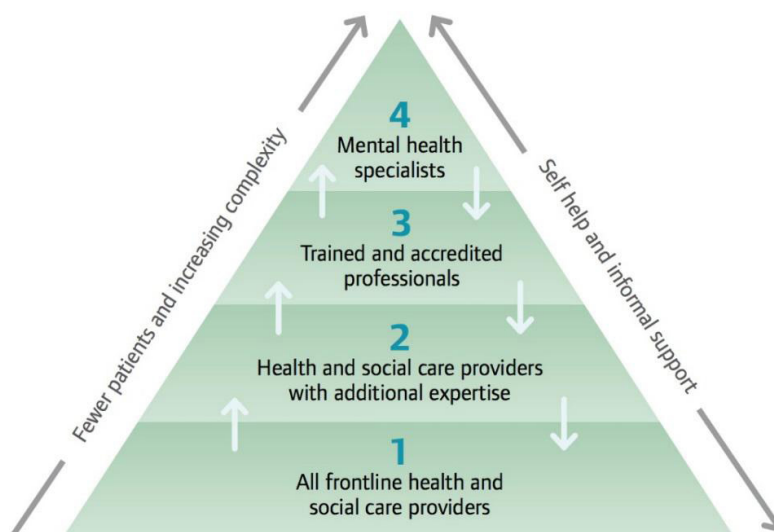 4
Mental health
specialists
3
Trained and accredited
professionals
2
Health and social care providers
with additional expertise
1
All frontline health and
social care providers
Fewer patients and increasing complexity
Self help and informal support